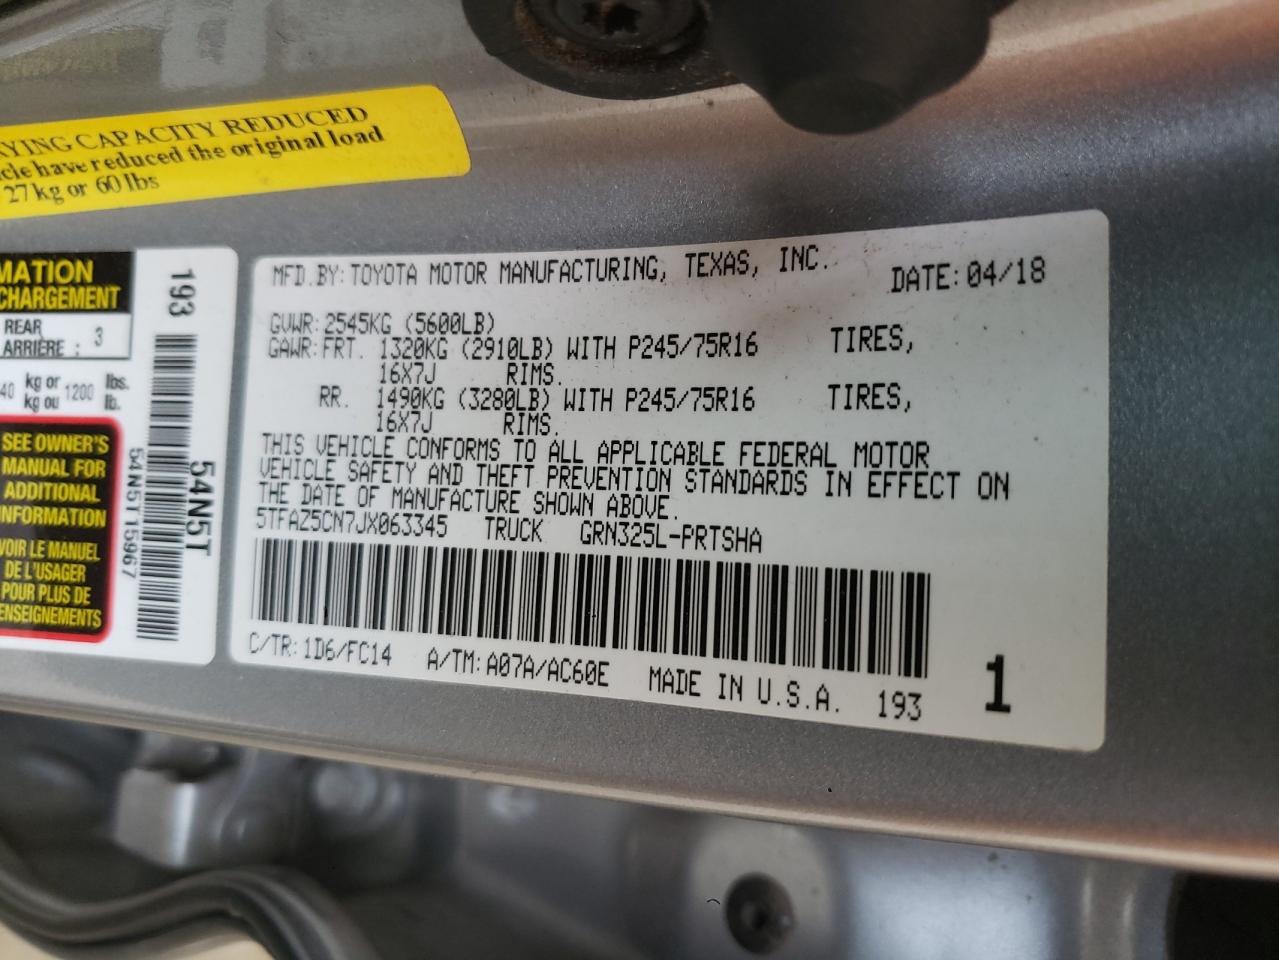 YING CAPACITY REDUCED
cle have reduced the original load
27 kg or 60 lbs
MATION
CHARGEMENT
REAR
ARRIÈRE : 3
40 kg or 1200 lbs.
kg ou lb.
SEE OWNER'S
MANUAL FOR
ADDITIONAL
INFORMATION
VOIR LE MANUEL
DE L'USAGER
POUR PLUS DE
RENSEIGNEMENTS
193
54N5T
54N5T15967
MFD.BY:TOYOTA MOTOR MANUFACTURING, TEXAS, INC. DATE:04/18
GVWR:2545KG (5600LB)
GAWR:FRT. 1320KG (2910LB) WITH P245/75R16 TIRES,
16X7J RIMS.
RR. 1490KG (3280LB) WITH P245/75R16 TIRES,
16X7J RIMS.
THIS VEHICLE CONFORMS TO ALL APPLICABLE FEDERAL MOTOR
VEHICLE SAFETY AND THEFT PREVENTION STANDARDS IN EFFECT ON
THE DATE OF MANUFACTURE SHOWN ABOVE.
5TFAZ5CN7JX063345 TRUCK GRN325L-PRTSHA
C/TR:1D6/FC14 A/TM:A07A/AC60E MADE IN U.S.A. 193 1